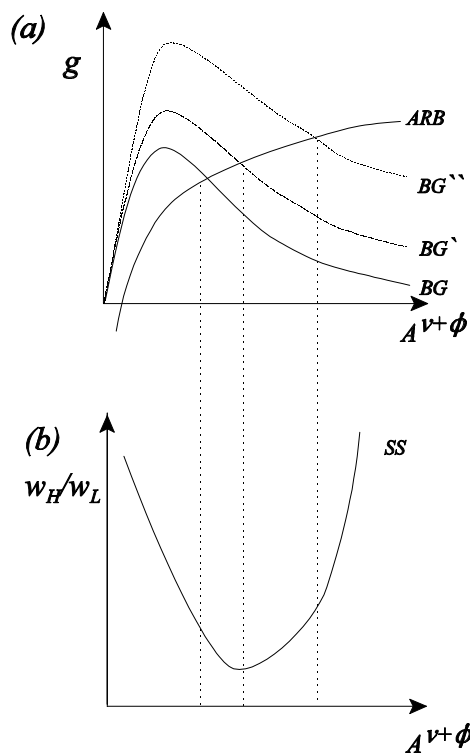 (a)
g
ARB
BG``
BG`
BG
A^{ν+ϕ}
(b)
w_H/w_L
SS
A^{ν+ϕ}